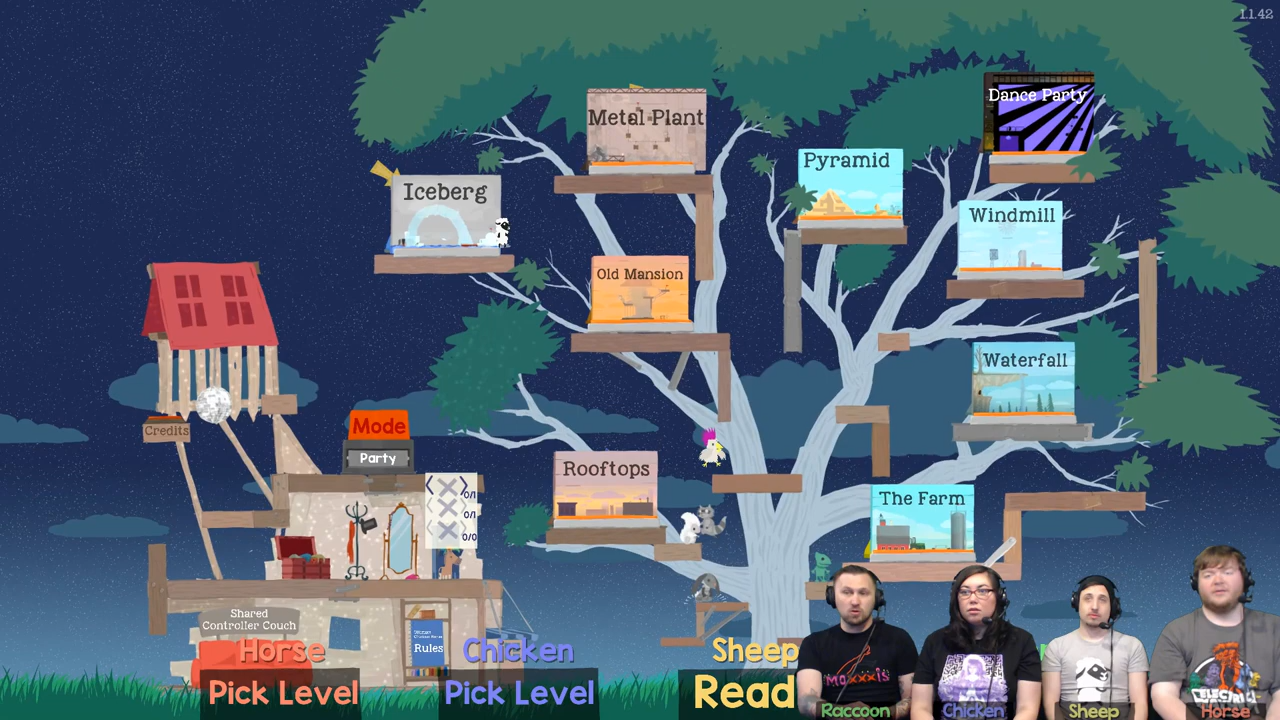 1.1.42
Dance Party
Metal Plant
Pyramid
Iceberg
Windmill
Old Mansion
Waterfall
Credits
Mode
Party
Rooftops
The Farm
0/1
0/1
0/0
Shared
Controller Couch
Rules
Horse
Chicken
Sheep
Pick Level
Pick Level
Read
Raccoon
Chicken
Sheep
Horse